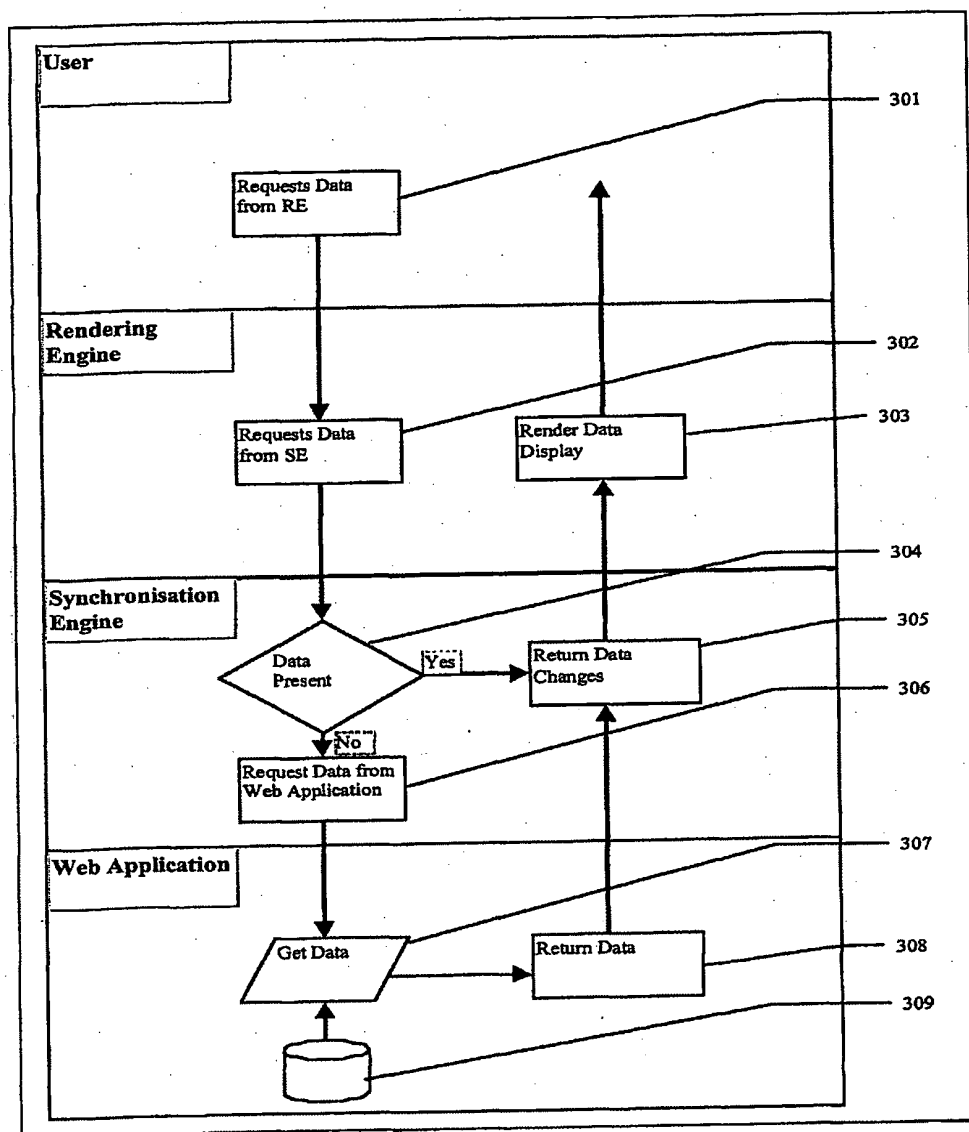 User
301
Requests Data
from RE
Rendering
Engine
302
303
Requests Data
from SE
Render Data
Display
304
Synchronisation
Engine
305
Data
Present
Yes
Return Data
Changes
306
No
Request Data from
Web Application
307
Web Application
Get Data
Return Data
308
309